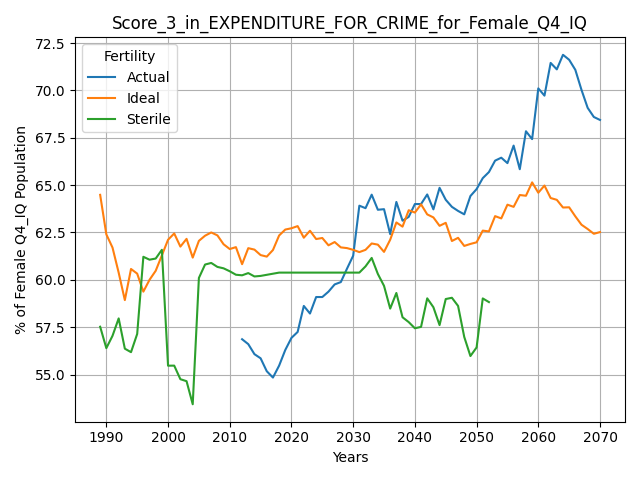 Score_3_in_EXPENDITURE_FOR_CRIME_for_Female_Q4_IQ
Fertility
Actual
Ideal
Sterile
% of Female Q4_IQ Population
72.5
70.0
67.5
65.0
62.5
60.0
57.5
55.0
1990 2000 2010 2020 2030 2040 2050 2060 2070
Years